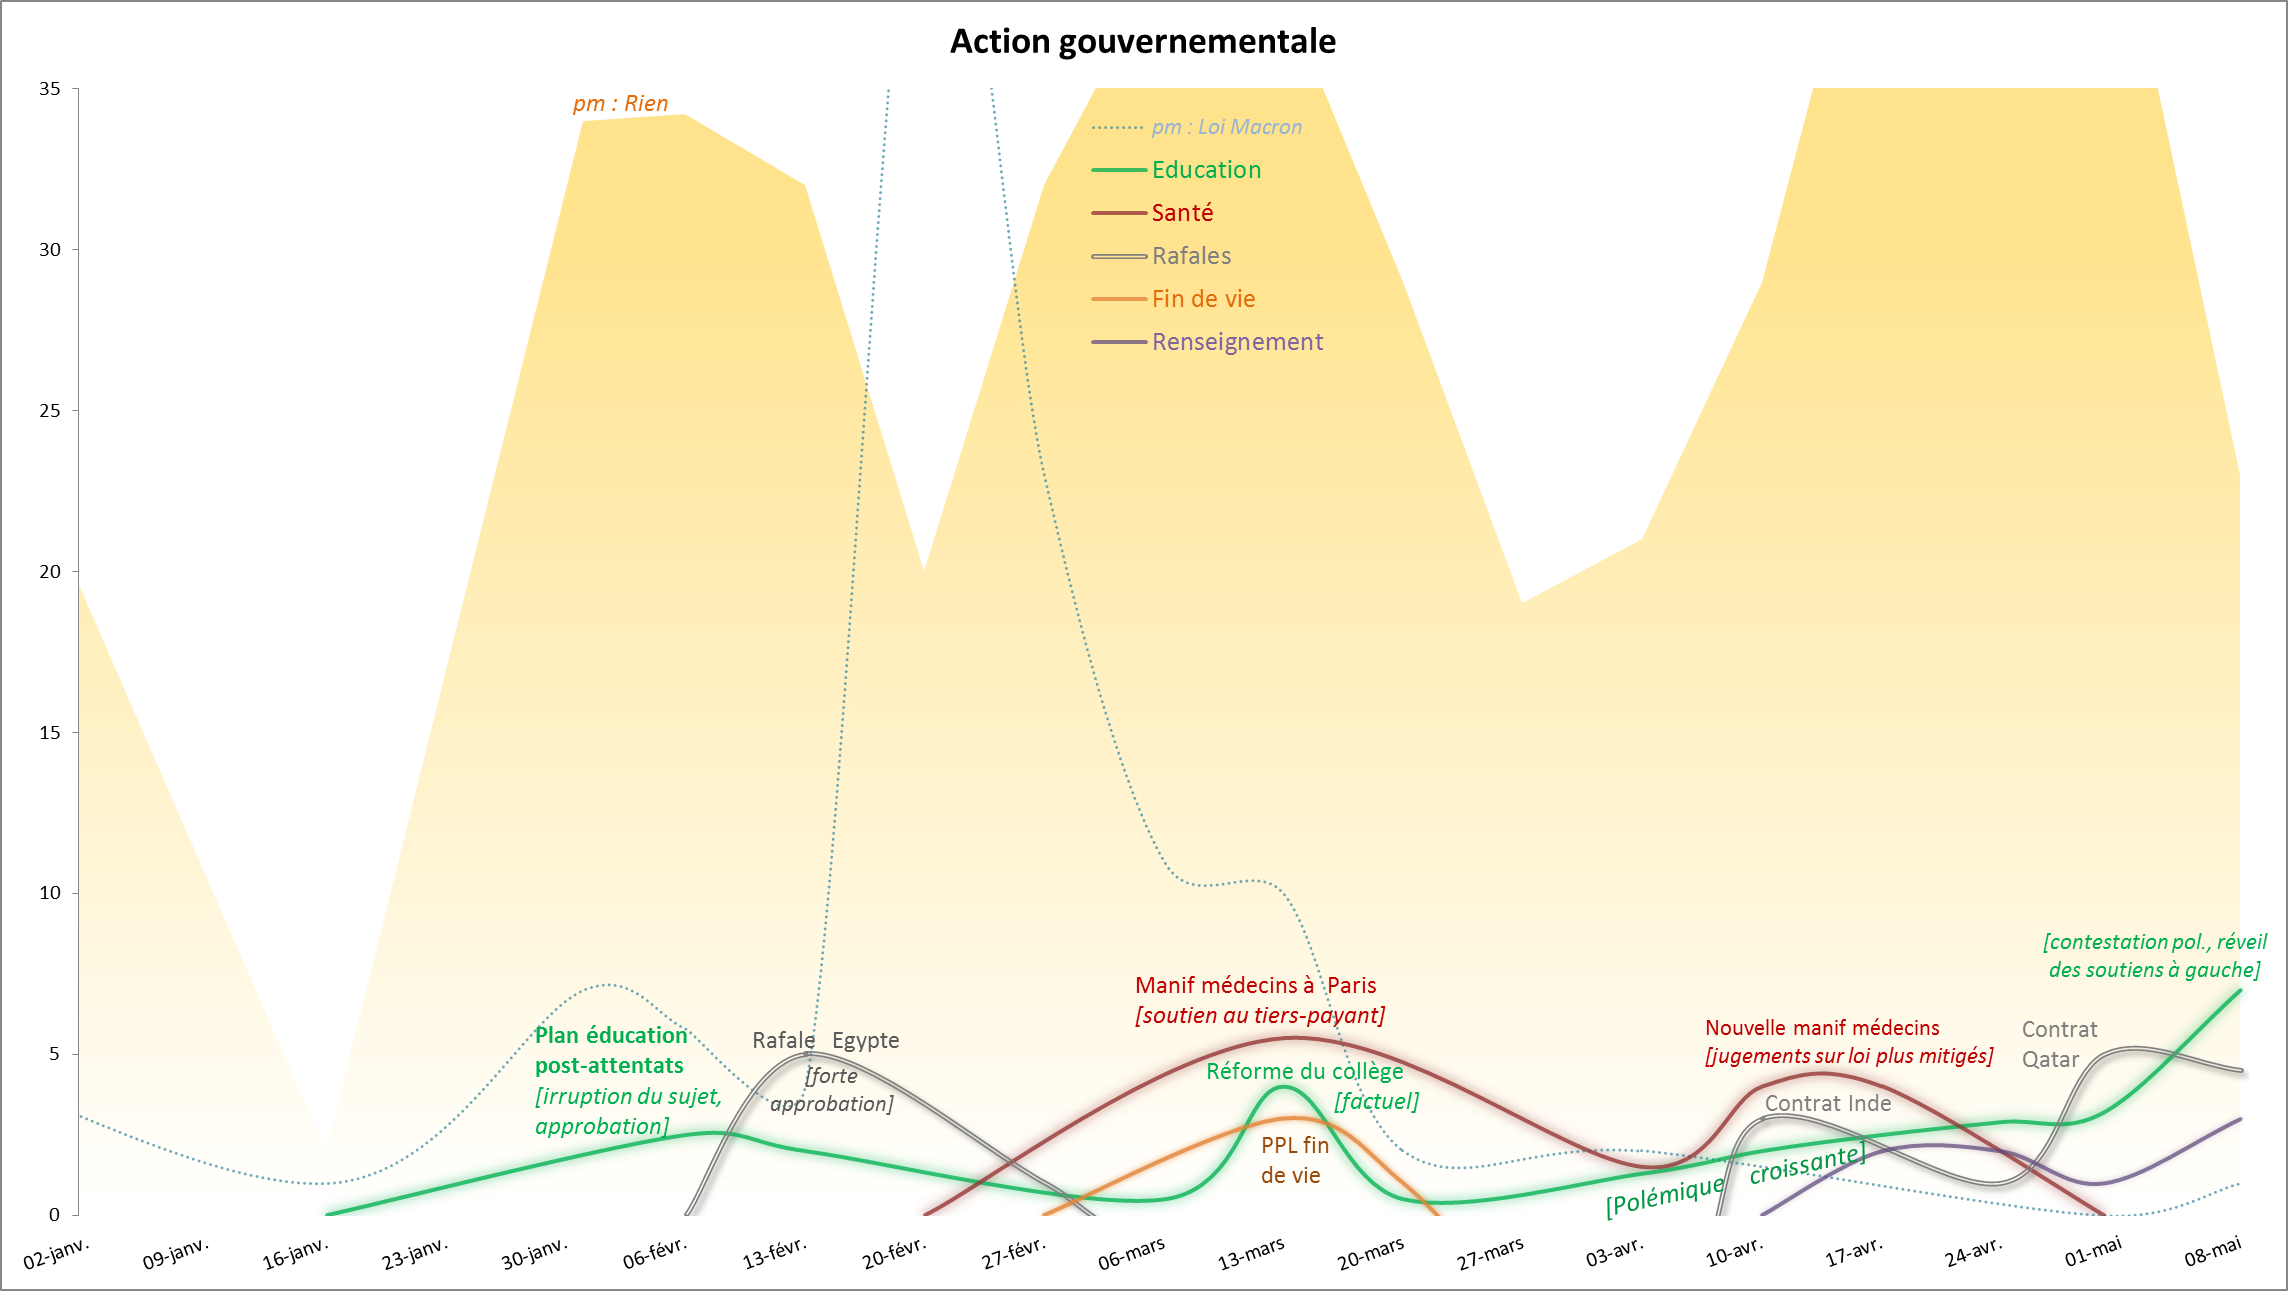 Action gouvernementale
35
30
25
20
15
10
5
0
pm : Rien
pm : Loi Macron
Education
Santé
Rafales
Fin de vie
Renseignement
Plan éducation
post-attentats
[irruption du sujet,
approbation]
Rafale Egypte
[forte
approbation]
Manif médecins à Paris
[soutien au tiers-payant]
Réforme du collège
[factuel]
PPL fin
de vie
[Polémique croissante]
Nouvelle manif médecins
[jugements sur loi plus mitigés]
Contrat Inde
Contrat
Qatar
[contestation pol., réveil
des soutiens à gauche]
02-janv.
09-janv.
16-janv.
23-janv.
30-janv.
06-févr.
13-févr.
20-févr.
27-févr.
06-mars
13-mars
20-mars
27-mars
03-avr.
10-avr.
17-avr.
24-avr.
01-mai
08-mai